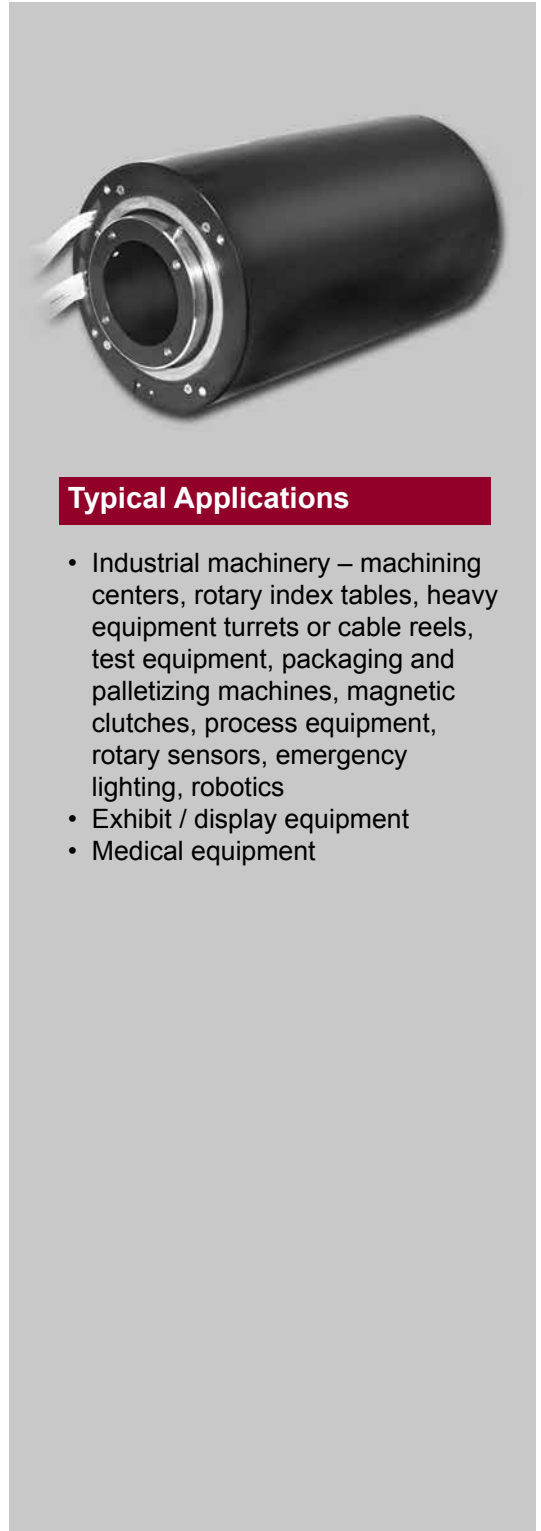 Typical Applications
• Industrial machinery – machining
centers, rotary index tables, heavy
equipment turrets or cable reels,
test equipment, packaging and
palletizing machines, magnetic
clutches, process equipment,
rotary sensors, emergency
lighting, robotics
• Exhibit / display equipment
• Medical equipment